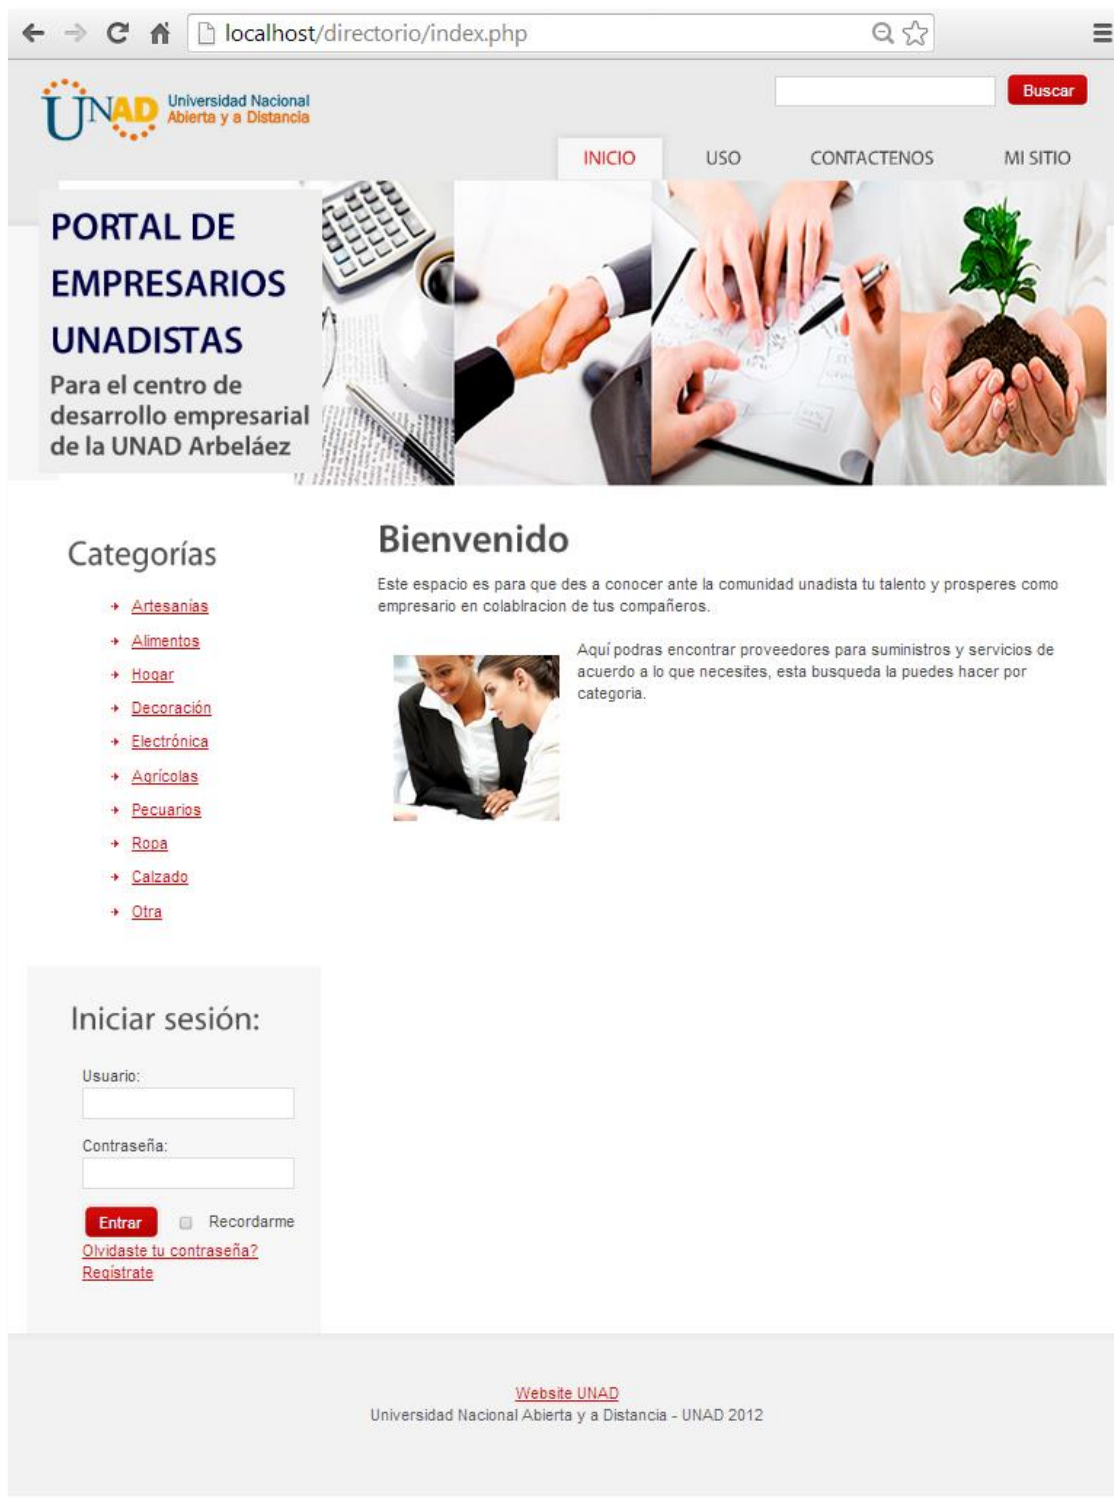 localhost/directorio/index.php
UNAD Universidad Nacional
Abierta y a Distancia
Buscar
INICIO USO CONTACTENOS MI SITIO
PORTAL DE
EMPRESARIOS
UNADISTAS
Para el centro de
desarrollo empresarial
de la UNAD Arbeláez
Categorías
Artesanías
Alimentos
Hogar
Decoración
Electrónica
Agrícolas
Pecuarios
Ropa
Calzado
Otra
Bienvenido
Este espacio es para que des a conocer ante la comunidad unadista tu talento y prosperes como
empresario en colablracion de tus compañeros.
Aquí podras encontrar proveedores para suministros y servicios de
acuerdo a lo que necesites, esta busqueda la puedes hacer por
categoria.
Iniciar sesión:
Usuario:
Contraseña:
Entrar Recordarme
Olvidaste tu contraseña?
Regístrate
Website UNAD
Universidad Nacional Abierta y a Distancia - UNAD 2012